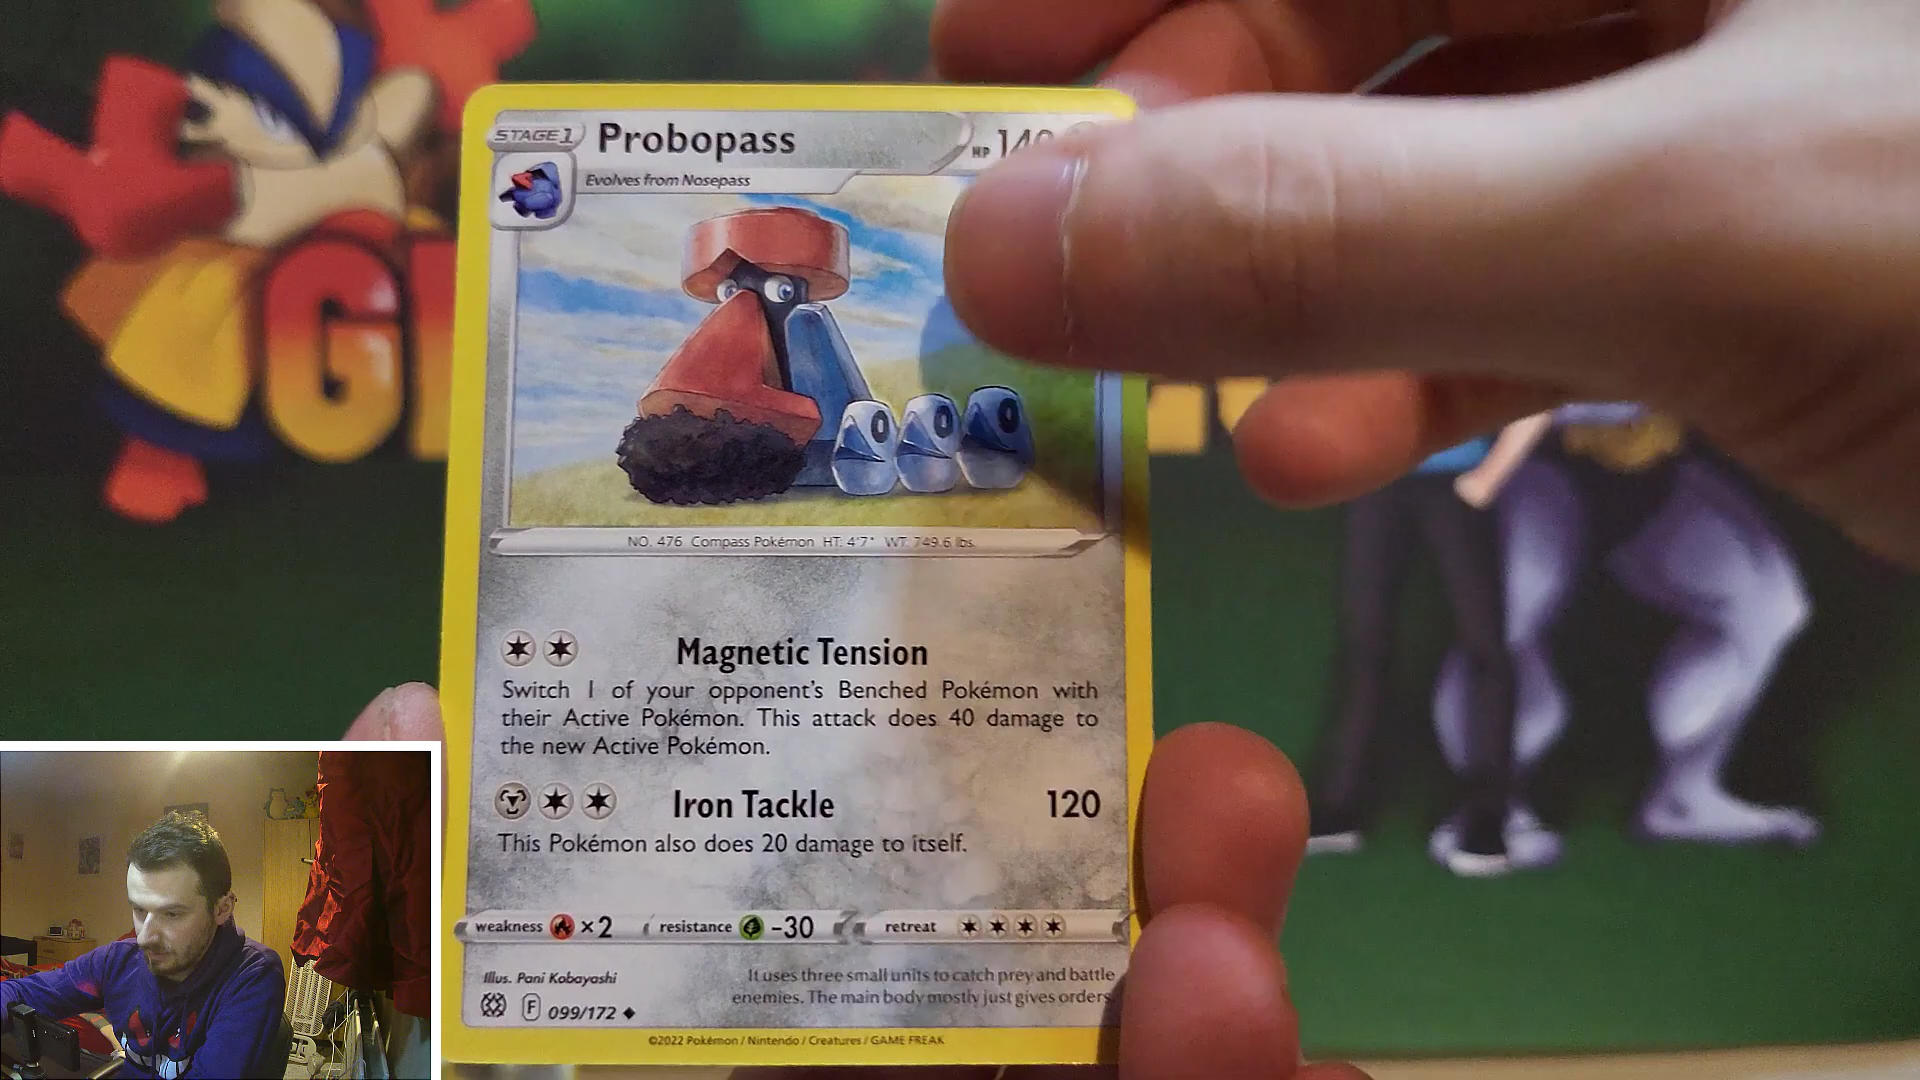 STAGE 1 Probopass HP 140
Evolves from Nosepass
G
NO. 476 Compass Pokémon HT: 4'7" WT: 749.6 lbs.
Magnetic Tension
Switch 1 of your opponent's Benched Pokémon with
their Active Pokémon. This attack does 40 damage to
the new Active Pokémon.
Iron Tackle 120
This Pokémon also does 20 damage to itself.
weakness ×2 resistance -30 retreat
Illus. Pani Kobayashi
It uses three small units to catch prey and battle
enemies. The main body mostly just gives orders.
F 099/172
©2022 Pokémon / Nintendo / Creatures / GAME FREAK